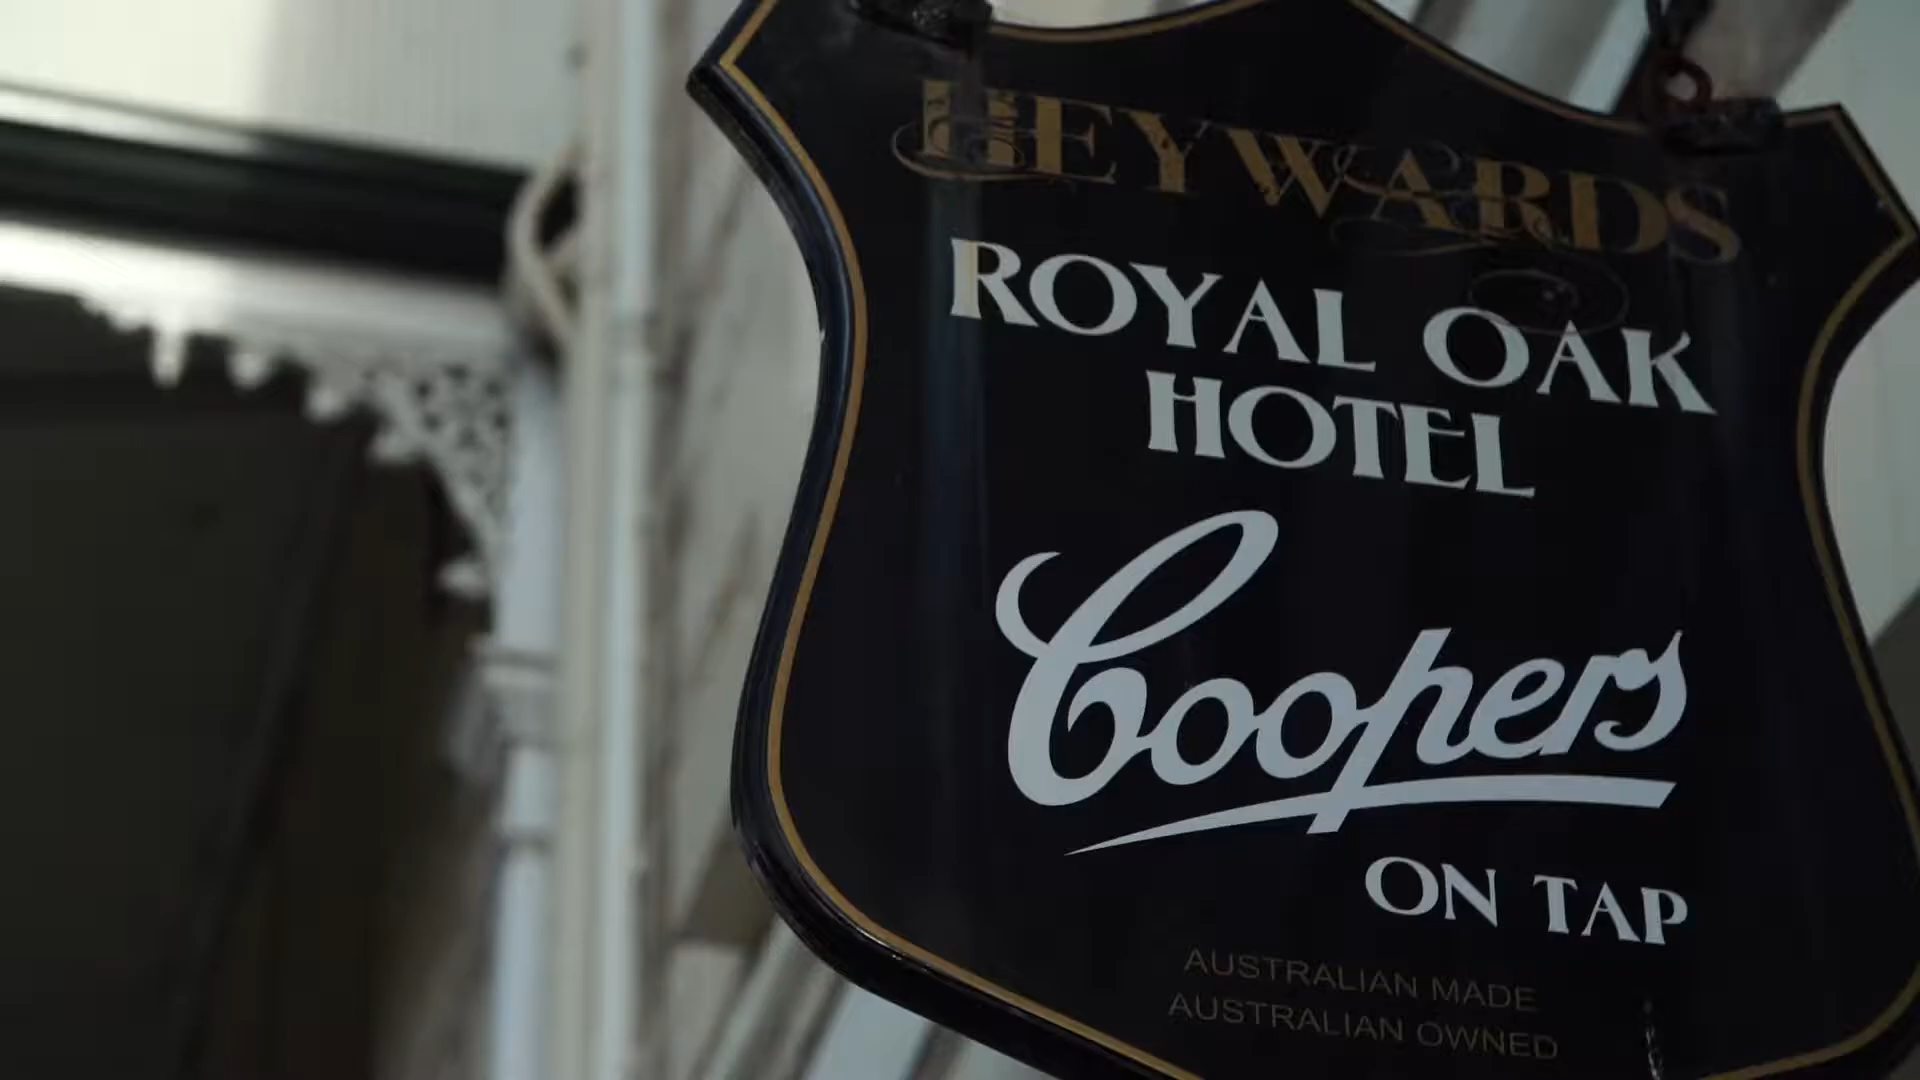 HEYWARDS
ROYAL OAK
HOTEL
Coopers
ON TAP
AUSTRALIAN MADE
AUSTRALIAN OWNED